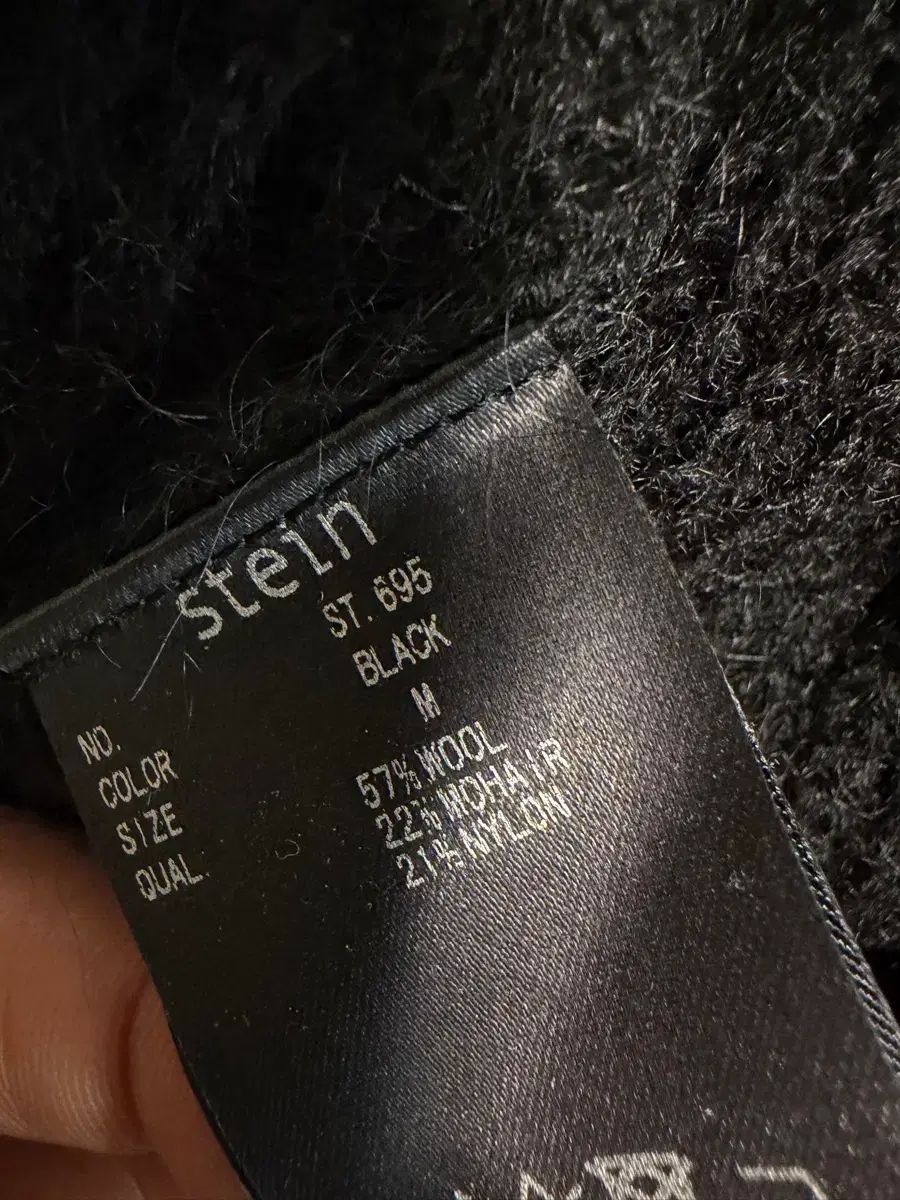 stein
NO. ST.695
COLOR BLACK
SIZE M
QUAL. 57%WOOL
22%MOHAIR
21%NYLON